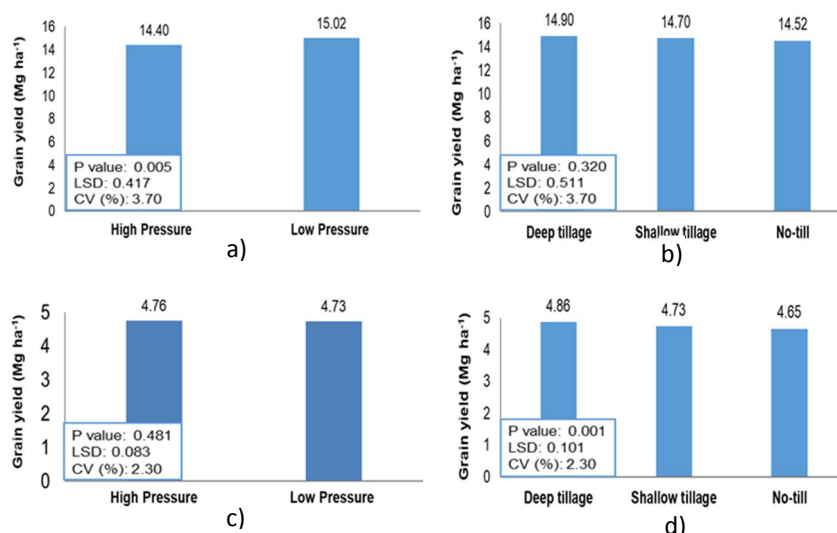 16
14
12
10
8
6
4
2
0
Grain yield (Mg ha⁻¹)
14.40
15.02
P value: 0.005
LSD: 0.417
CV (%): 3.70
High Pressure
Low Pressure
a)
16
14
12
10
8
6
4
2
0
Grain yield (Mg ha⁻¹)
14.90
14.70
14.52
P value: 0.320
LSD: 0.511
CV (%): 3.70
Deep tillage
Shallow tillage
No-till
b)
5
4
3
2
1
0
Grain yield (Mg ha⁻¹)
4.76
4.73
P value: 0.481
LSD: 0.083
CV (%): 2.30
High Pressure
Low Pressure
c)
5
4
3
2
1
0
Grain yield (Mg ha⁻¹)
4.86
4.73
4.65
P value: 0.001
LSD: 0.101
CV (%): 2.30
Deep tillage
Shallow tillage
No-till
d)